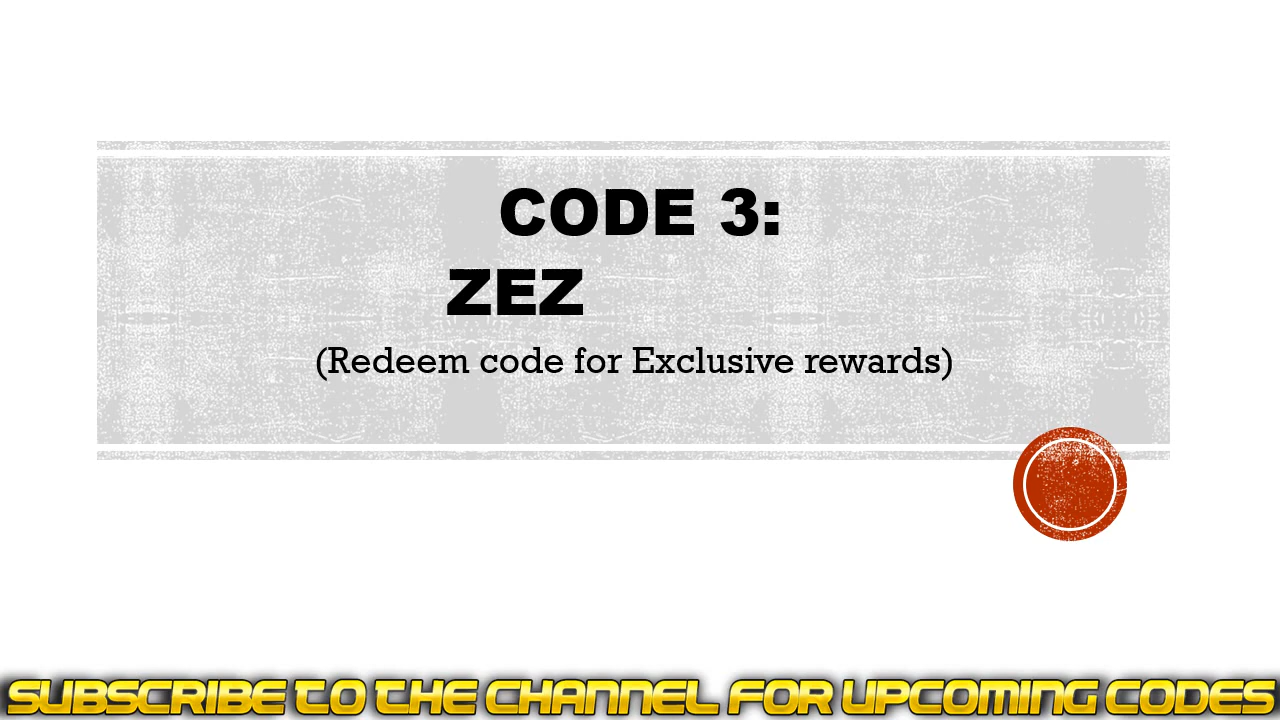 CODE 3:
ZEZ
(Redeem code for Exclusive rewards)
SUBSCRIBE TO THE CHANNEL FOR UPCOMING CODES